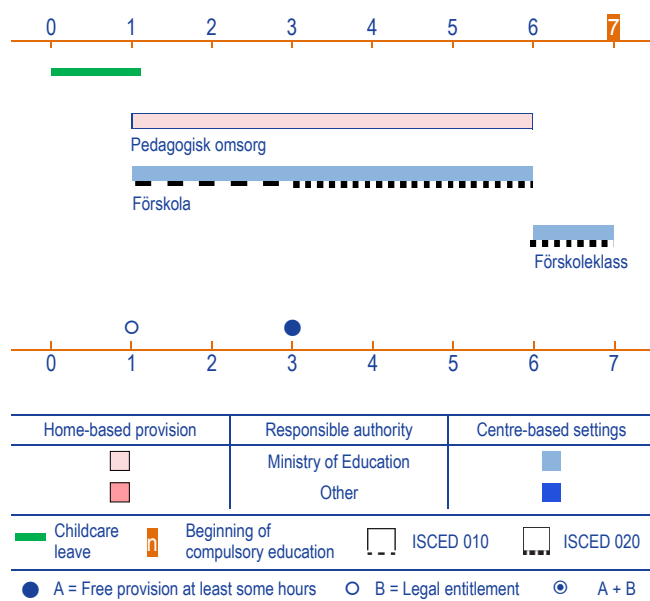 0 1 2 3 4 5 6 7
Pedagogisk omsorg
Förskola
Förskoleklass
0 1 2 3 4 5 6 7
Home-based provision Responsible authority Centre-based settings
Ministry of Education
Other
Childcare leave
n Beginning of compulsory education
ISCED 010
ISCED 020
A = Free provision at least some hours B = Legal entitlement A + B